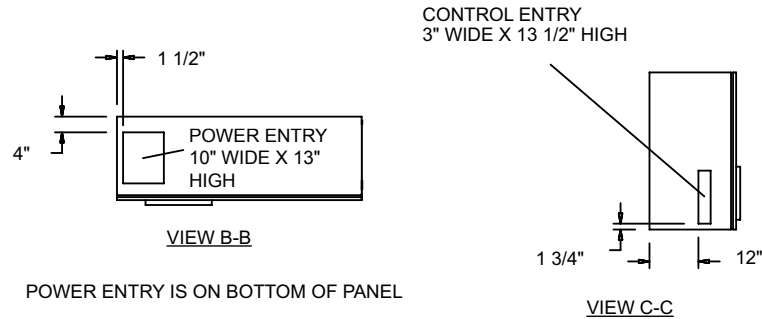 CONTROL ENTRY
3" WIDE X 13 1/2" HIGH
1 1/2"
4"
POWER ENTRY
10" WIDE X 13"
HIGH
VIEW B-B
1 3/4"
12"
POWER ENTRY IS ON BOTTOM OF PANEL
VIEW C-C